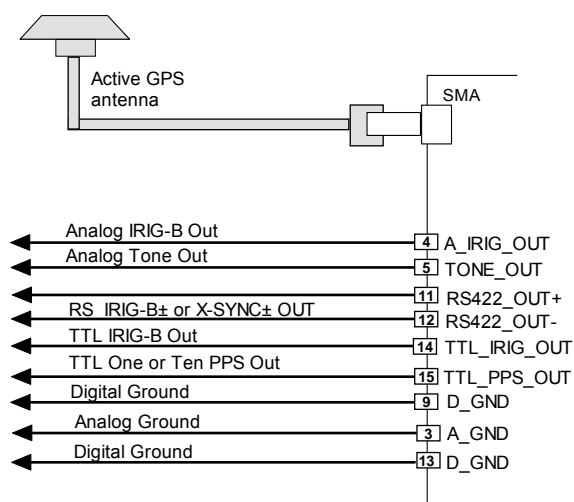 Active GPS
antenna
SMA
Analog IRIG-B Out
4 A_IRIG_OUT
Analog Tone Out
5 TONE_OUT
11 RS422_OUT+
RS IRIG-B± or X-SYNC± OUT
12 RS422_OUT-
TTL IRIG-B Out
14 TTL_IRIG_OUT
TTL One or Ten PPS Out
15 TTL_PPS_OUT
Digital Ground
9 D_GND
Analog Ground
3 A_GND
Digital Ground
13 D_GND